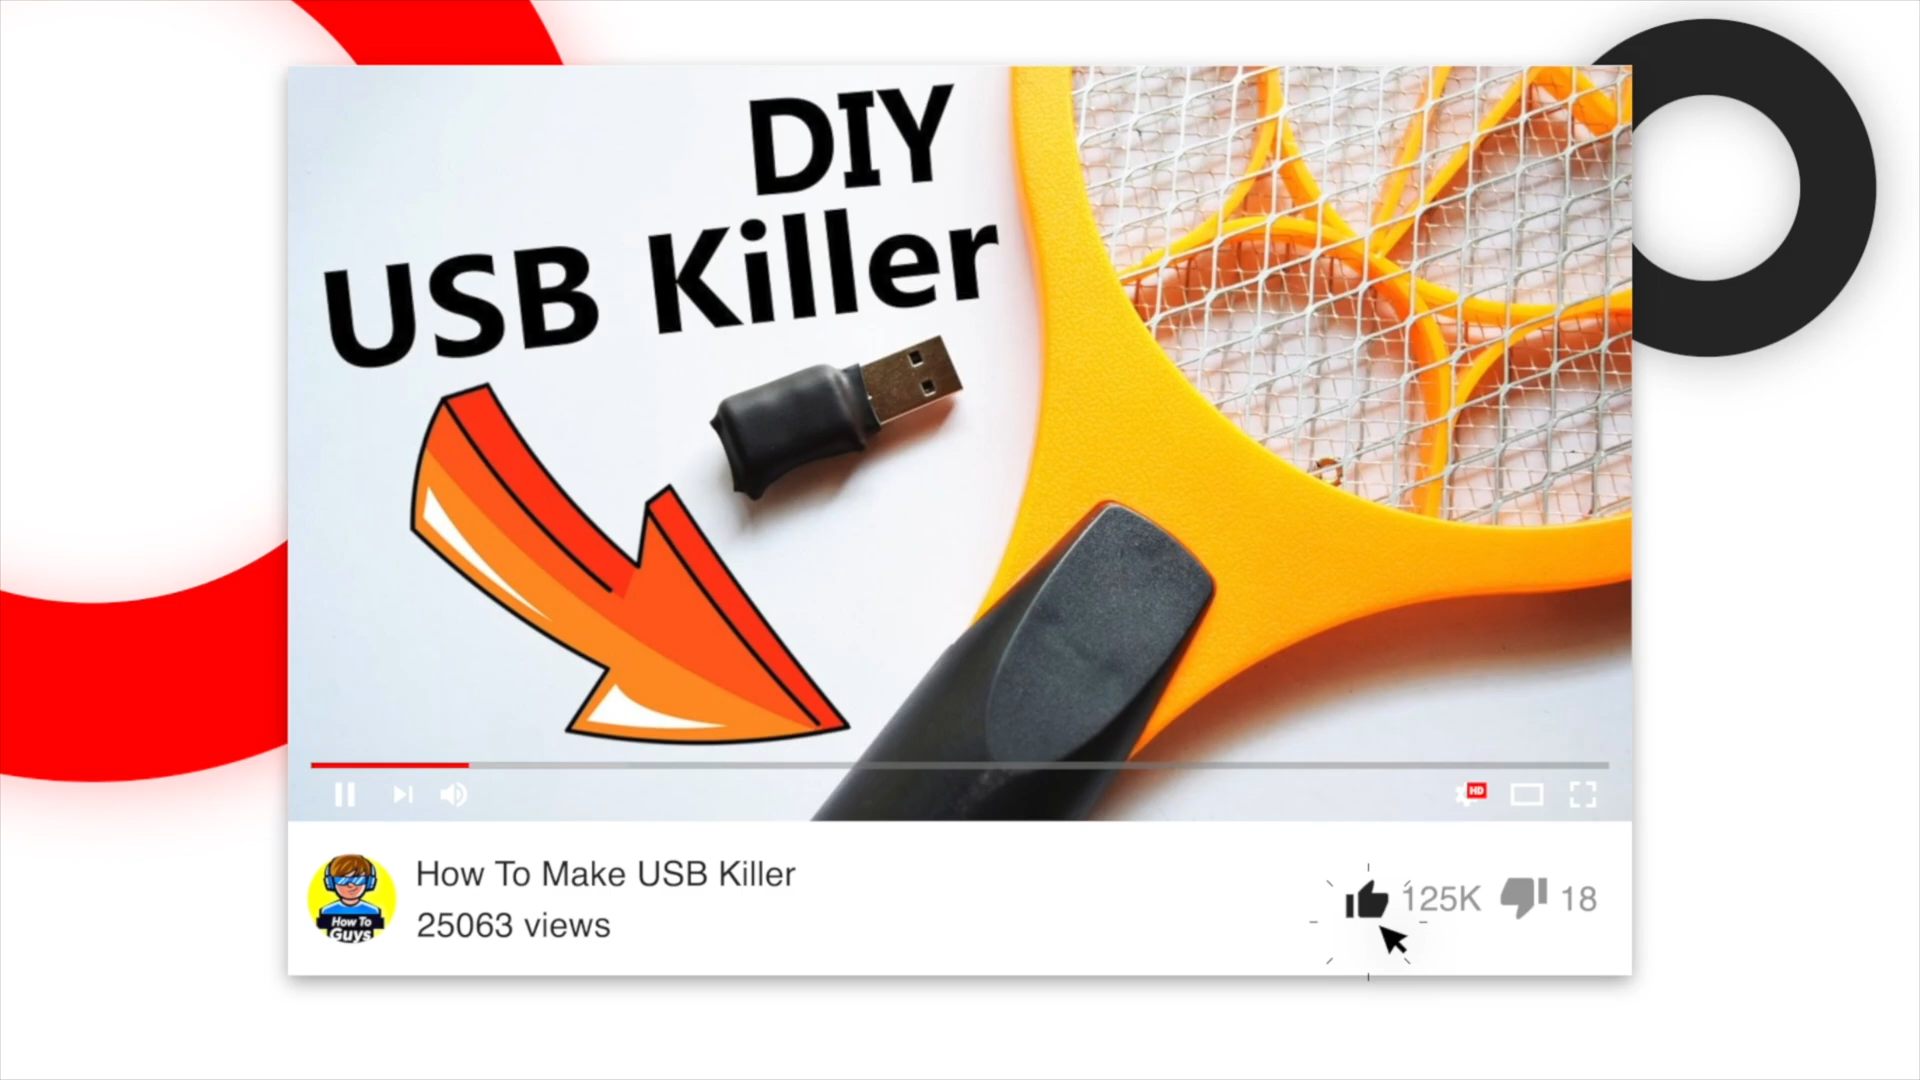 DIY
USB Killer
HD
How To Make USB Killer
25063 views
How To
Guys
125K
18